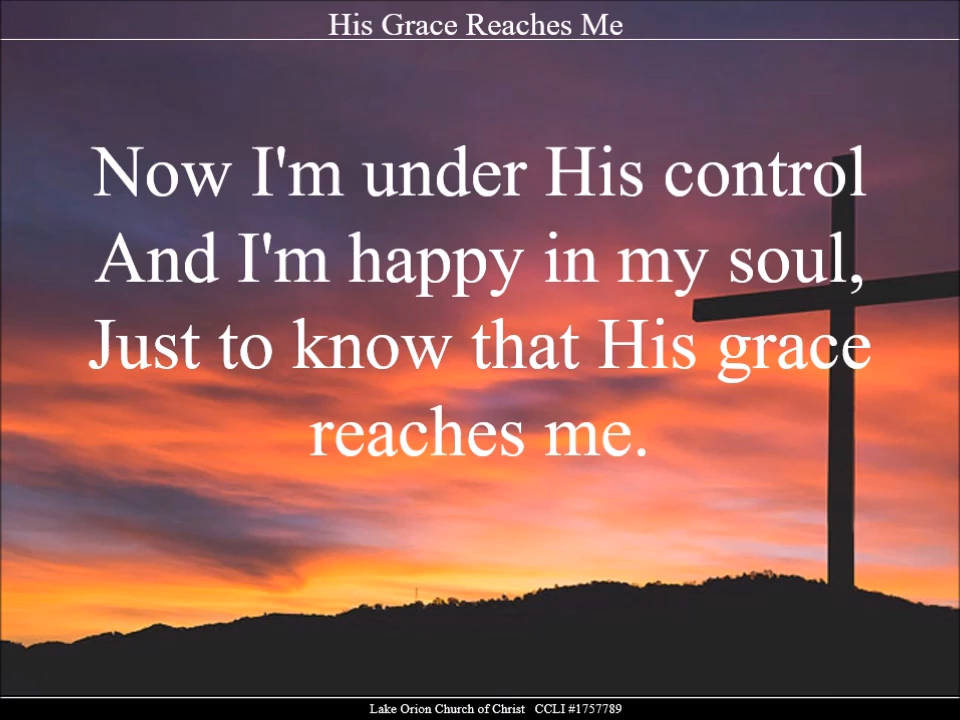 His Grace Reaches Me
Now I'm under His control
And I'm happy in my soul,
Just to know that His grace
reaches me.
Lake Orion Church of Christ CCLI #1757789